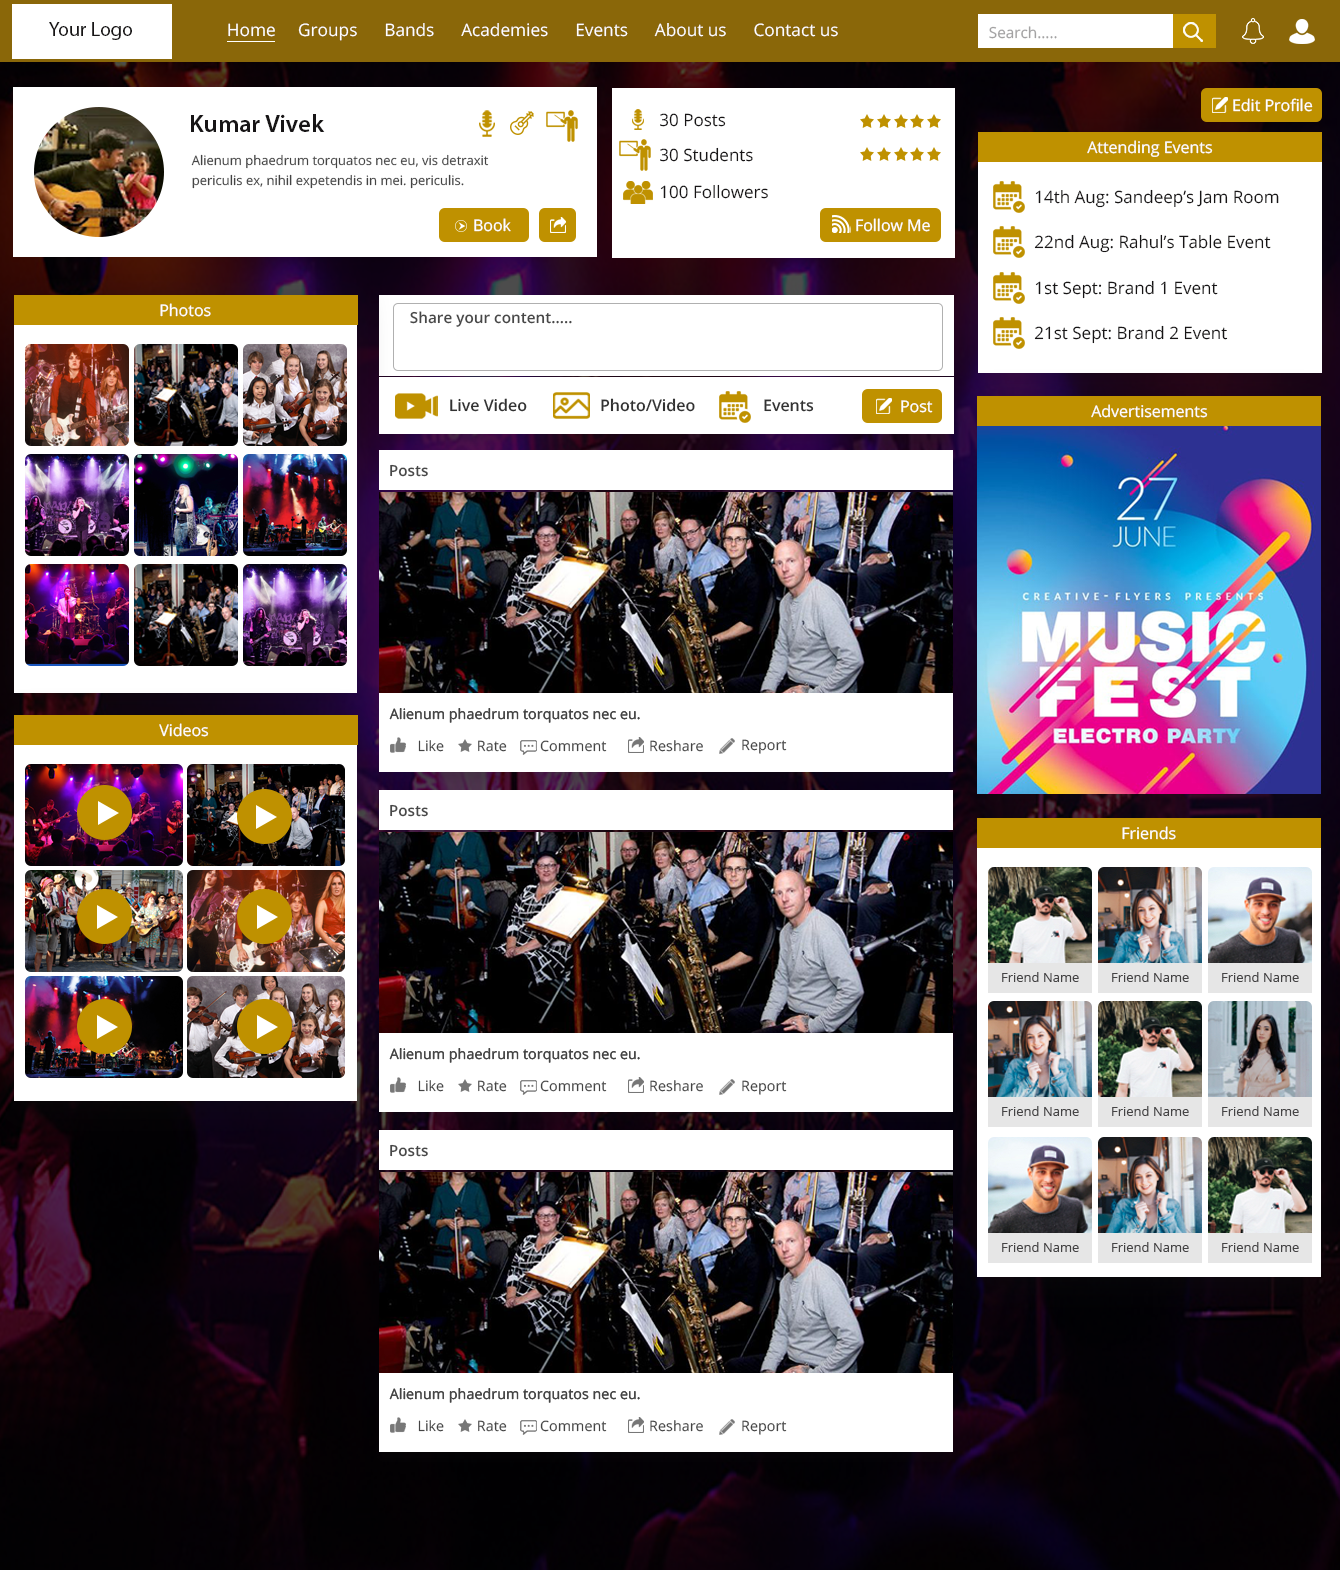 Your Logo
Home Groups Bands Academies Events About us Contact us
Search.....
Kumar Vivek
Alienum phaedrum torquatos nec eu, vis detraxit
periculis ex, nihil expetendis in mei. periculis.
Book
30 Posts
30 Students
100 Followers
Follow Me
Edit Profile
Attending Events
14th Aug: Sandeep's Jam Room
22nd Aug: Rahul's Table Event
1st Sept: Brand 1 Event
21st Sept: Brand 2 Event
Photos
Videos
Share your content.....
Live Video Photo/Video Events Post
Posts
Alienum phaedrum torquatos nec eu.
Like Rate Comment Reshare Report
Posts
Alienum phaedrum torquatos nec eu.
Like Rate Comment Reshare Report
Posts
Alienum phaedrum torquatos nec eu.
Like Rate Comment Reshare Report
Advertisements
27
JUNE
CREATIVE-FLYERS PRESENTS
MUSIC
FEST
ELECTRO PARTY
Friends
Friend Name Friend Name Friend Name
Friend Name Friend Name Friend Name
Friend Name Friend Name Friend Name